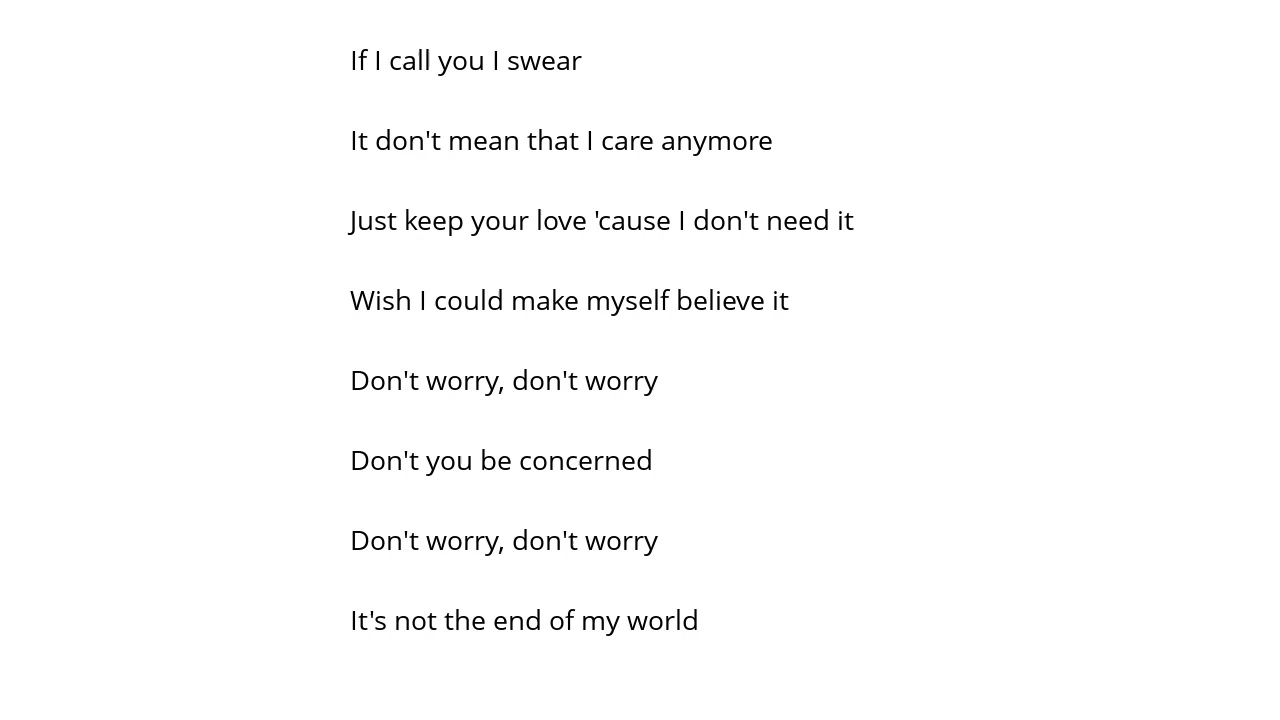 If I call you I swear
It don't mean that I care anymore
Just keep your love 'cause I don't need it
Wish I could make myself believe it
Don't worry, don't worry
Don't you be concerned
Don't worry, don't worry
It's not the end of my world